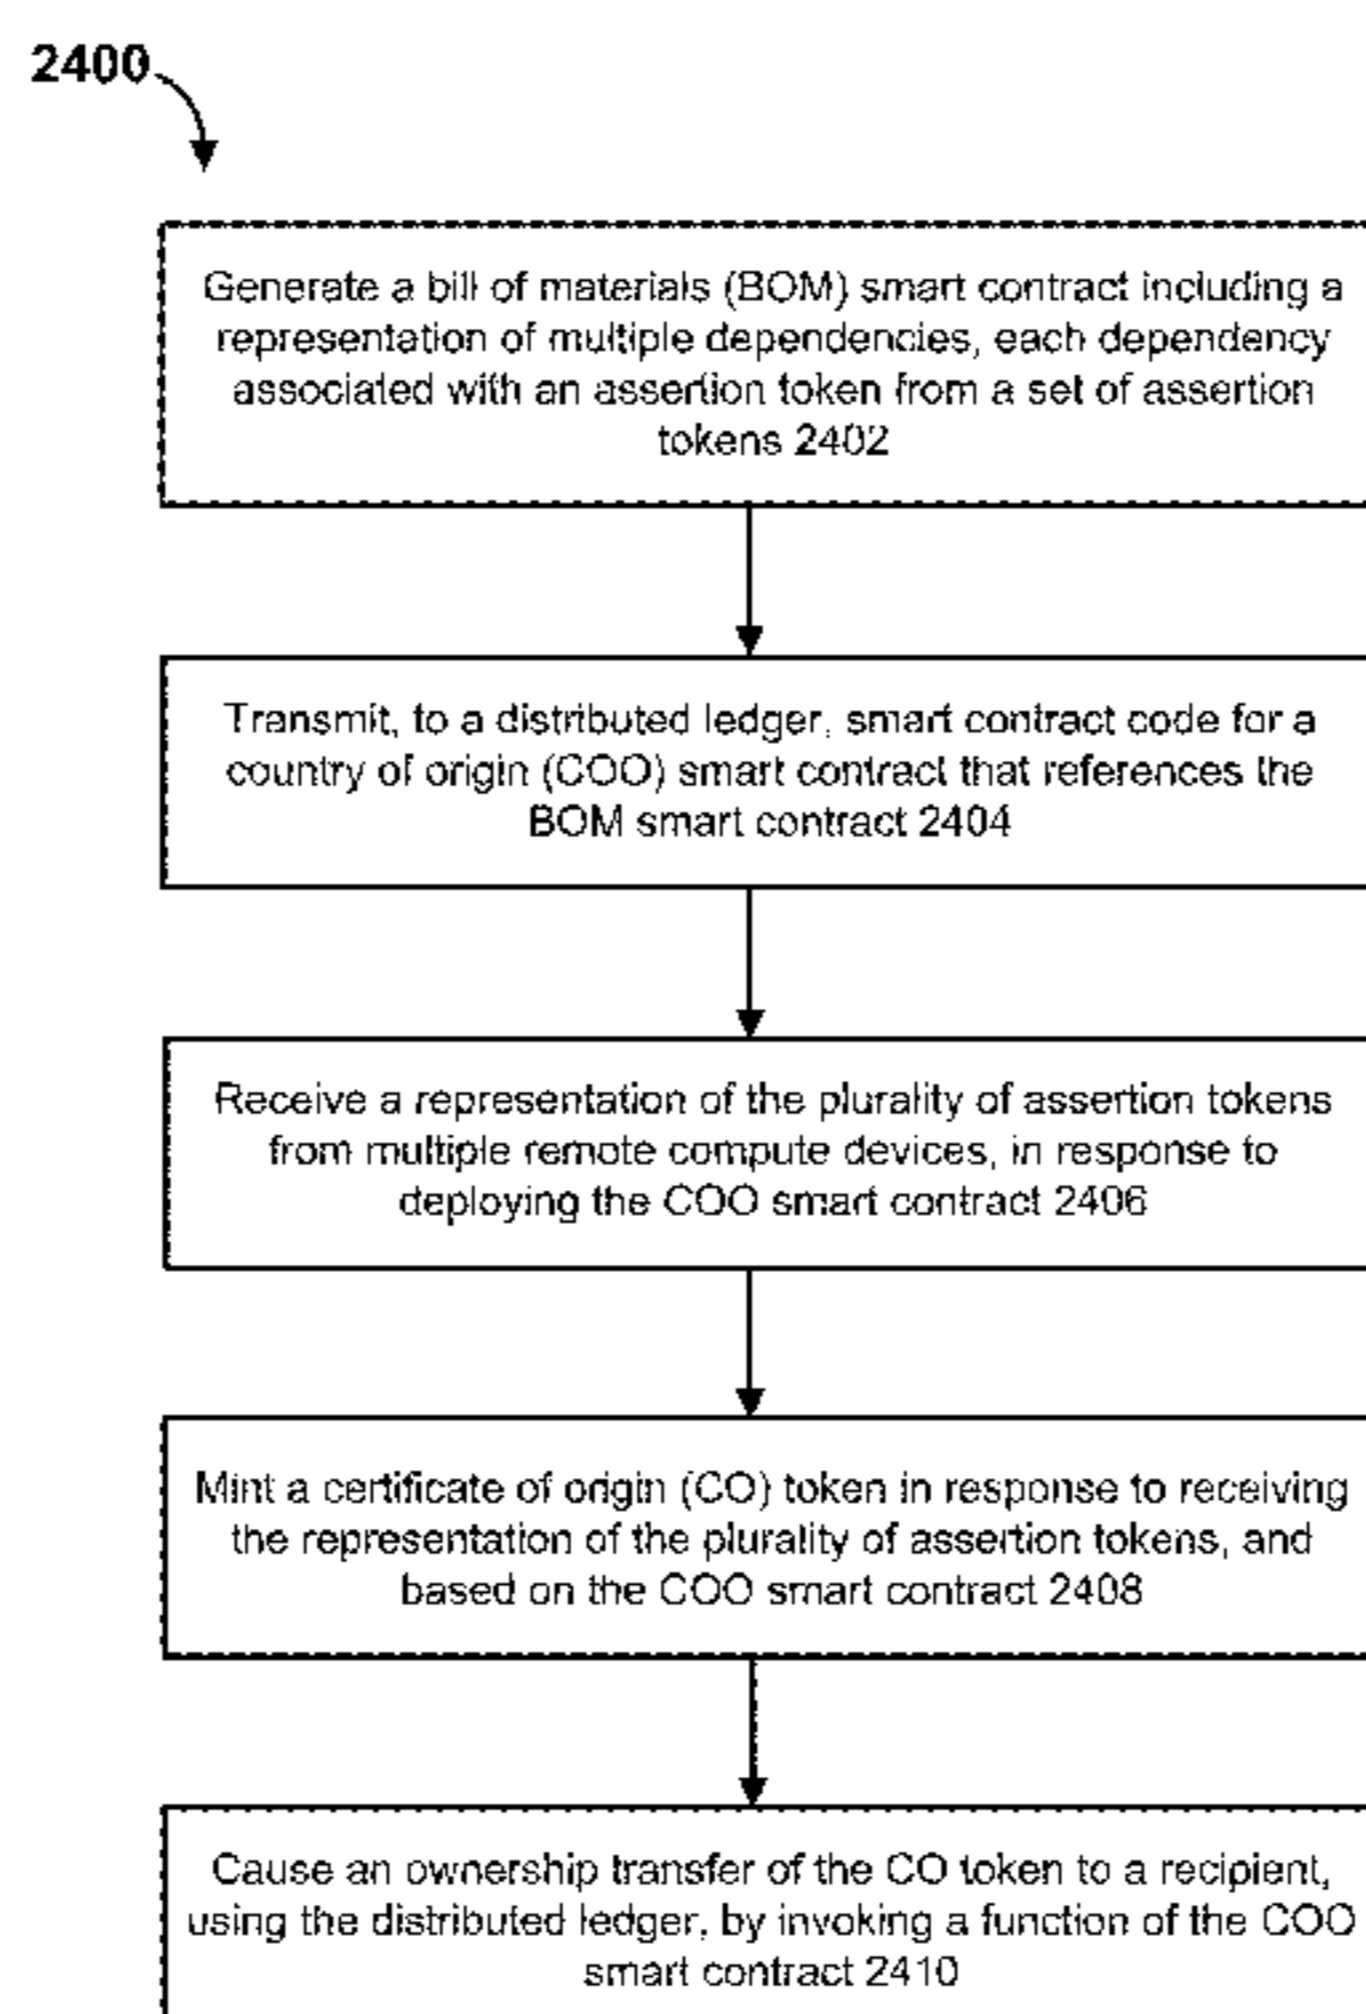 2400
Generate a bill of materials (BOM) smart contract including a
representation of multiple dependencies, each dependency
associated with an assertion token from a set of assertion
tokens 2402
Transmit, to a distributed ledger, smart contract code for a
country of origin (COO) smart contract that references the
BOM smart contract 2404
Receive a representation of the plurality of assertion tokens
from multiple remote compute devices, in response to
deploying the COO smart contract 2406
Mint a certificate of origin (CO) token in response to receiving
the representation of the plurality of assertion tokens, and
based on the COO smart contract 2408
Cause an ownership transfer of the CO token to a recipient,
using the distributed ledger, by invoking a function of the COO
smart contract 2410